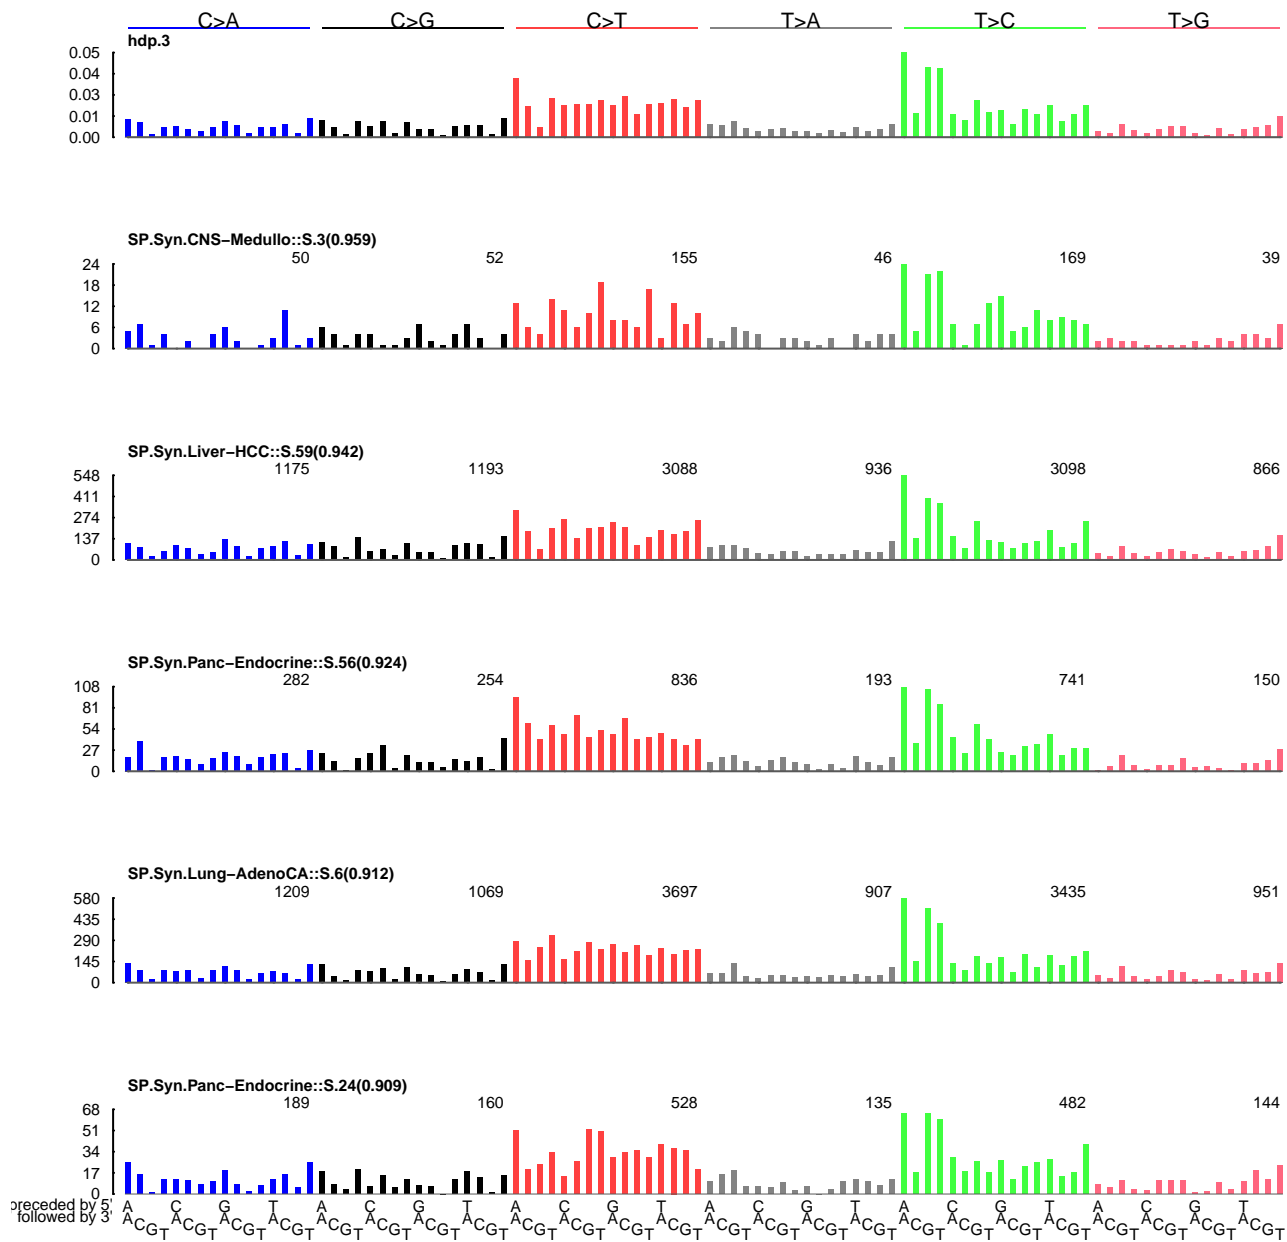 C>A C>G C>T T>A T>C T>G
hdp.3
0.05
0.04
0.03
0.01
0.00
SP.Syn.CNS−Medullo::S.3(0.959)
50 52 155 46 169 39
24
18
12
6
0
SP.Syn.Liver−HCC::S.59(0.942)
1175 1193 3088 936 3098 866
548
411
274
137
0
SP.Syn.Panc−Endocrine::S.56(0.924)
282 254 836 193 741 150
108
81
54
27
0
SP.Syn.Lung−AdenoCA::S.6(0.912)
1209 1069 3697 907 3435 951
580
435
290
145
0
SP.Syn.Panc−Endocrine::S.24(0.909)
189 160 528 135 482 144
68
51
34
17
0
preceded by 5' A C G T A C G T A C G T A C G T A C G T A C G T
followed by 3' A C G T A C G T A C G T A C G T A C G T A C G T A C G T A C G T A C G T A C G T A C G T A C G T A C G T A C G T A C G T A C G T A C G T A C G T A C G T A C G T A C G T A C G T A C G T A C G T